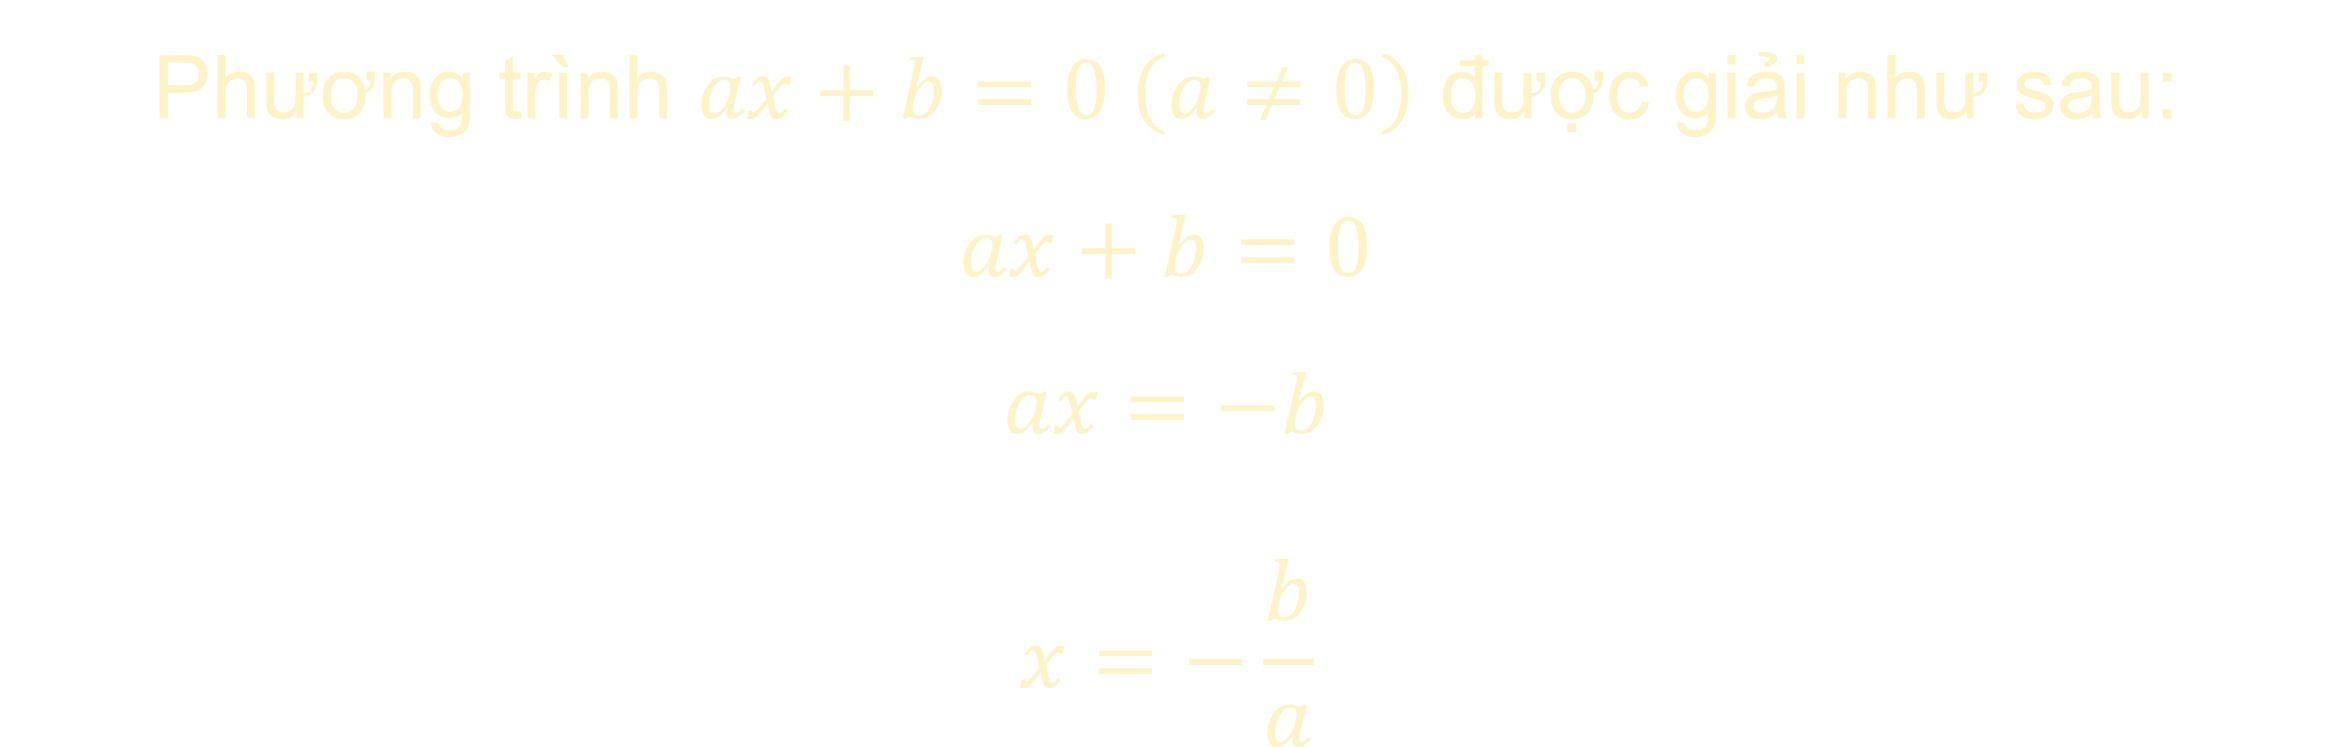 Phương trình ax + b = 0 (a ≠ 0) được giải như sau:
ax + b = 0
ax = −b
x = −b/a